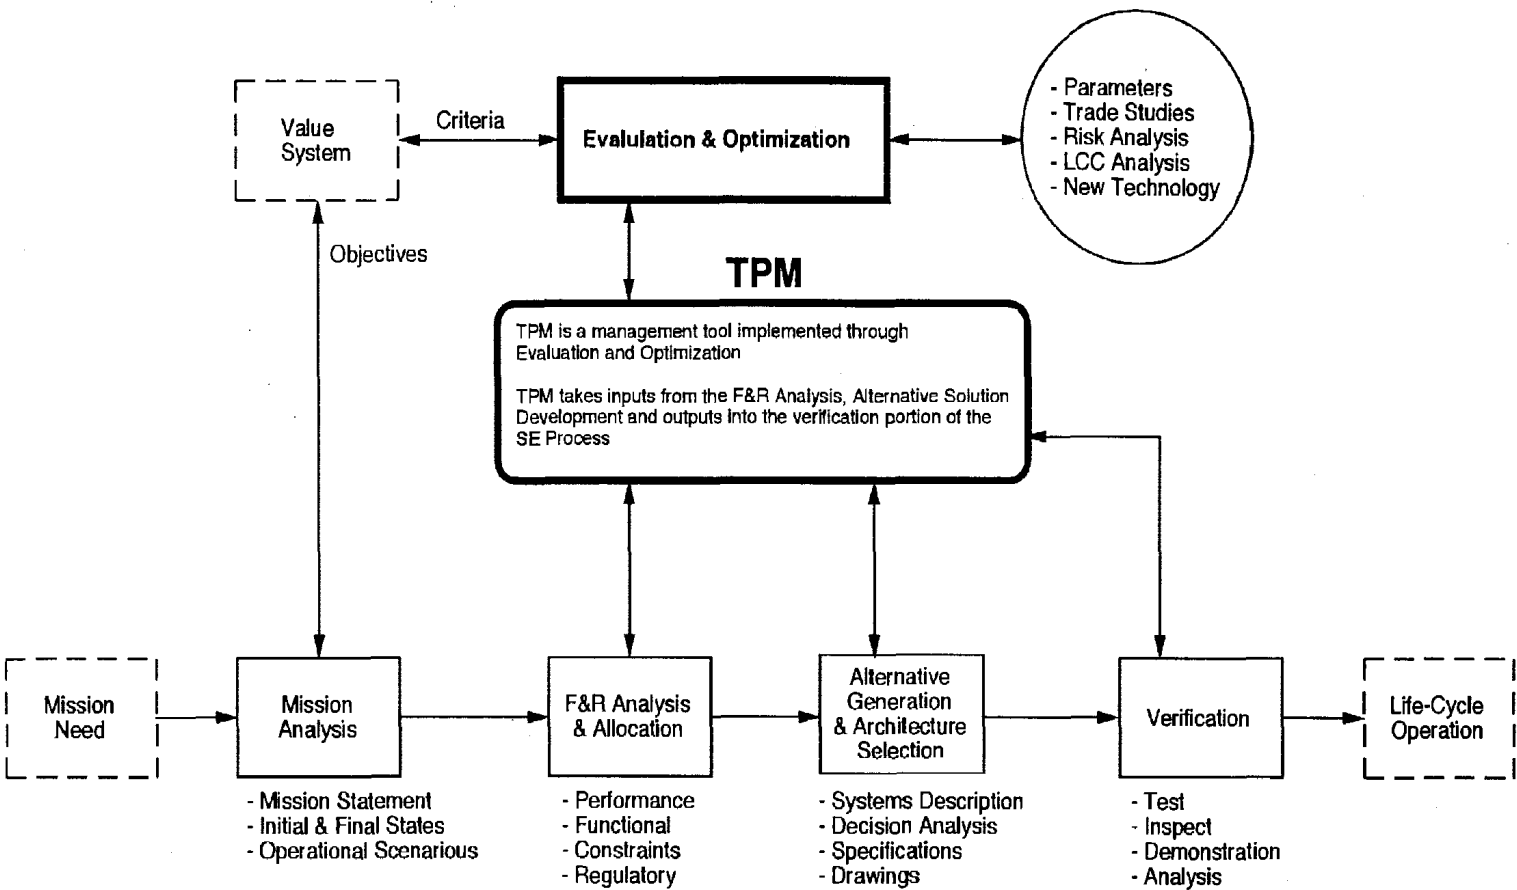 Value
System
Criteria
Evalulation & Optimization
- Parameters
- Trade Studies
- Risk Analysis
- LCC Analysis
- New Technology
Objectives
TPM
TPM is a management tool implemented through
Evaluation and Optimization
TPM takes inputs from the F&R Analysis, Alternative Solution
Development and outputs into the verification portion of the
SE Process
Mission
Need
Mission
Analysis
F&R Analysis
& Allocation
Alternative
Generation
& Architecture
Selection
Verification
Life-Cycle
Operation
- Mission Statement
- Initial & Final States
- Operational Scenarious
- Performance
- Functional
- Constraints
- Regulatory
- Systems Description
- Decision Analysis
- Specifications
- Drawings
- Test
- Inspect
- Demonstration
- Analysis